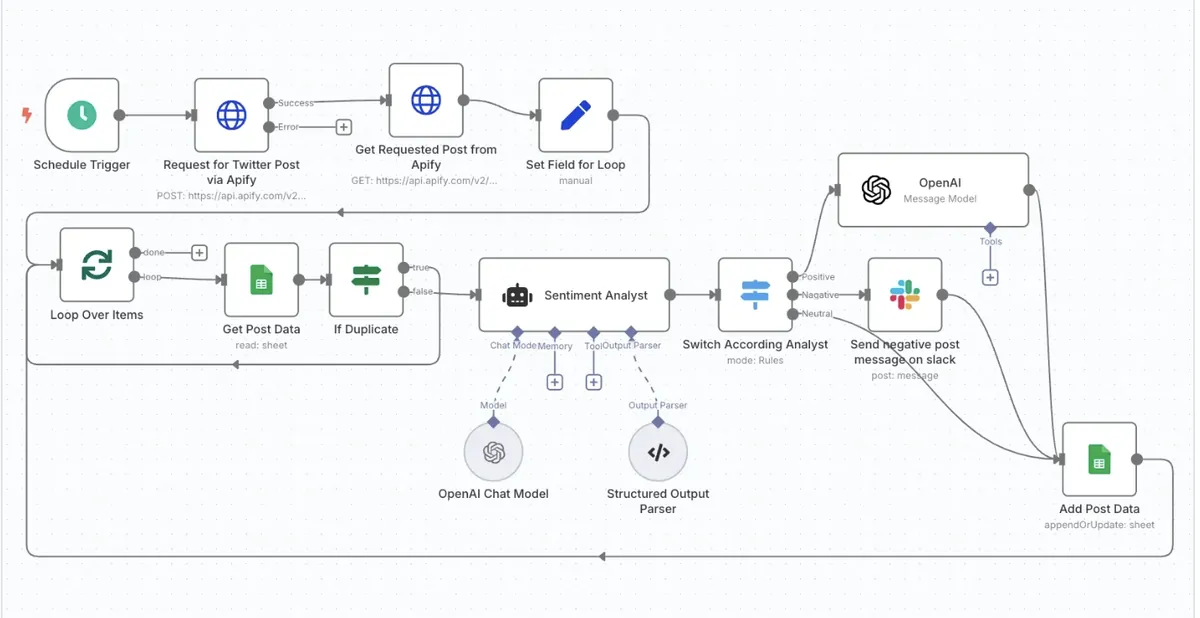 Schedule Trigger
Success
Error
Request for Twitter Post
via Apify
POST: https://api.apify.com/v2...
Get Requested Post from
Apify
GET: https://api.apify.com/v2/...
Set Field for Loop
manual
done
loop
Loop Over Items
Get Post Data
read: sheet
true
false
If Duplicate
Sentiment Analyst
Chat Model
Memory
Tool
Output Parser
Model
OpenAI Chat Model
Output Parser
Structured Output
Parser
Positive
Nagative
Neutral
Switch According Analyst
mode: Rules
OpenAI
Message Model
Tools
Send negative post
message on slack
post: message
Add Post Data
appendOrUpdate: sheet